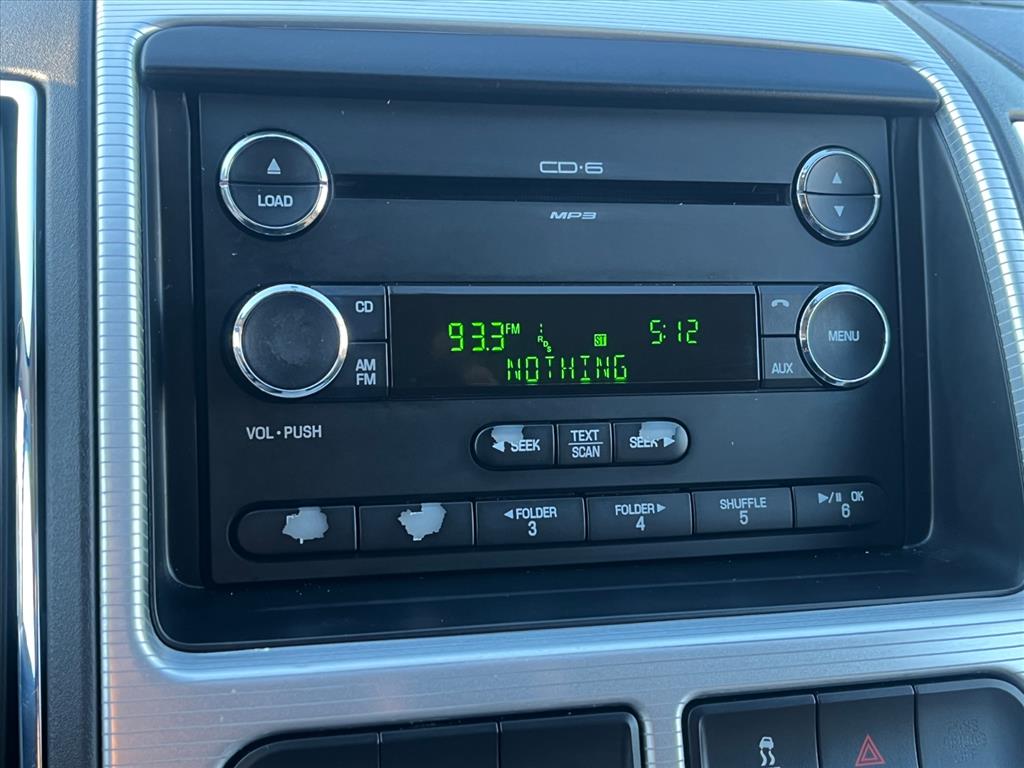 CD·6
LOAD
MP3
CD
93.3 FM
RDS
ST
5:12
MENU
AM
FM
NOTHING
AUX
VOL•PUSH
SEEK
TEXT
SCAN
SEEK
FOLDER
3
FOLDER
4
SHUFFLE
5
OK
6